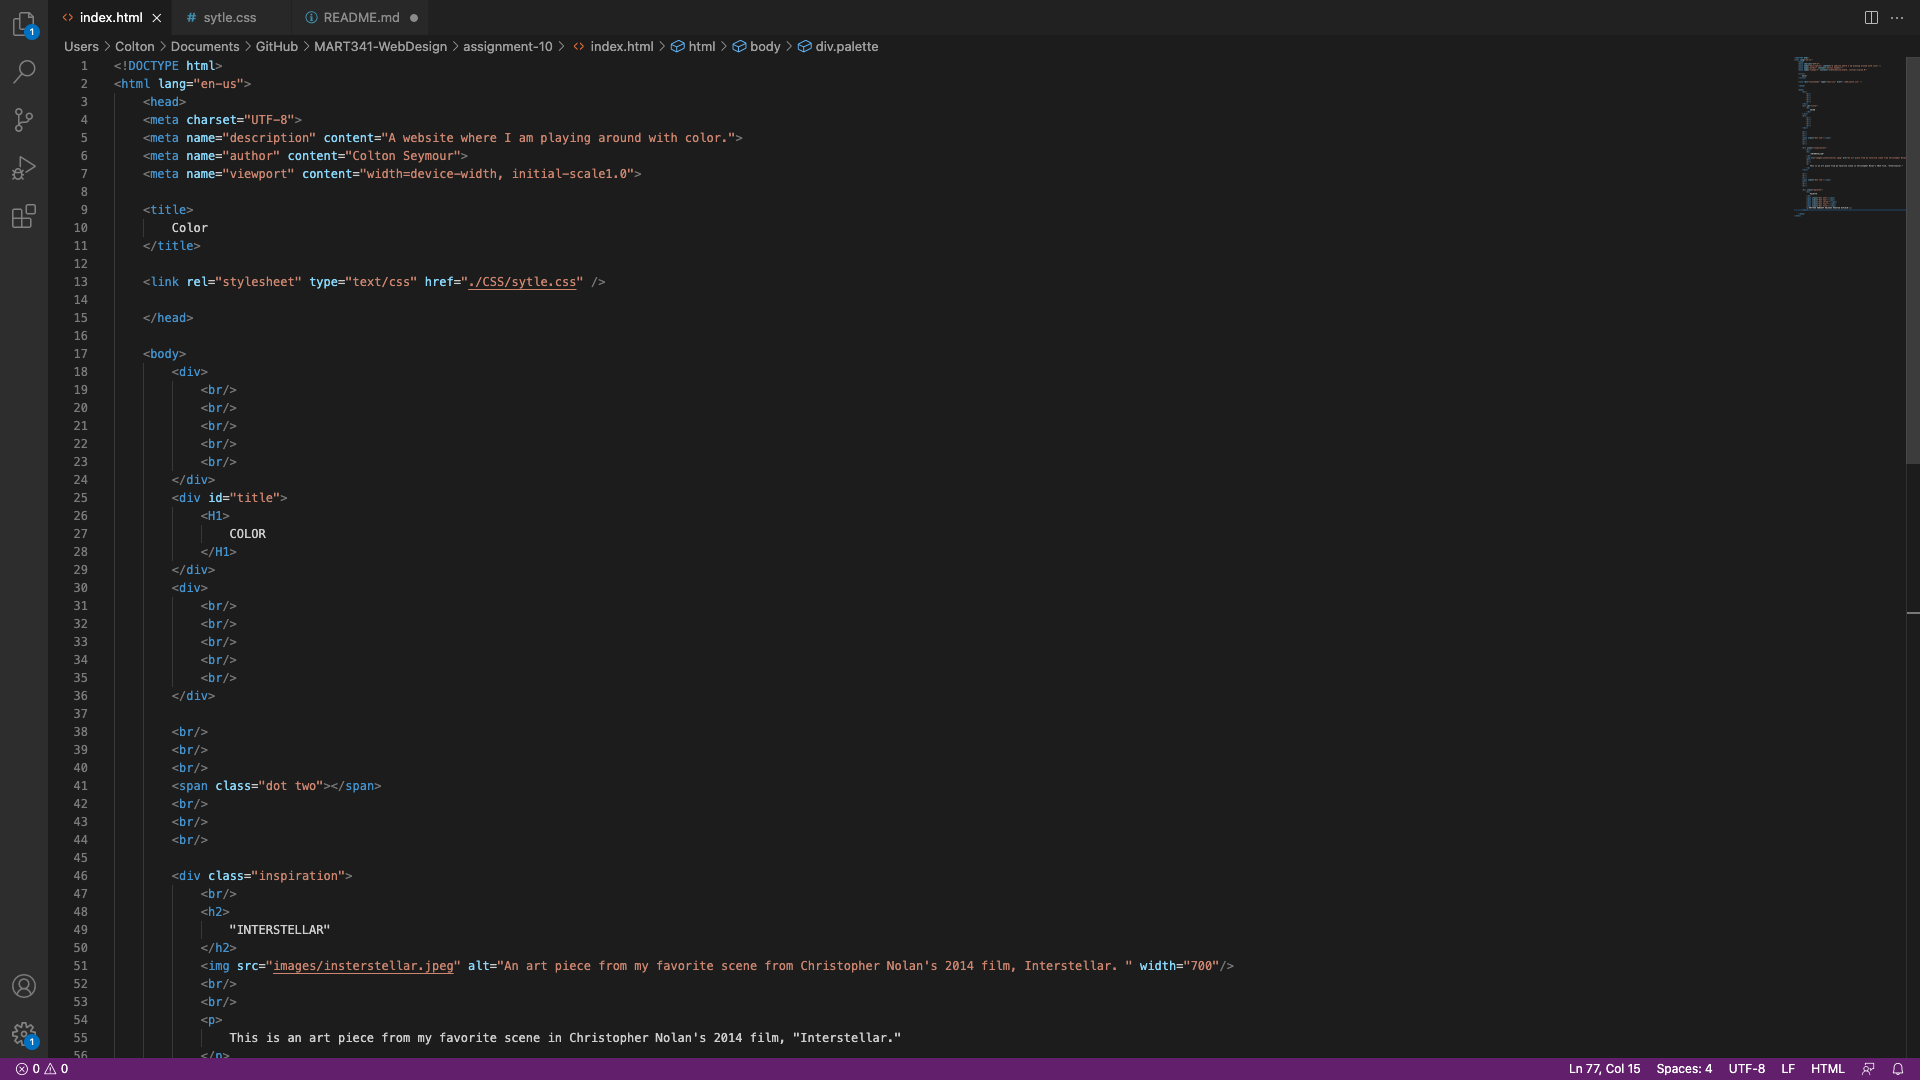 index.html
sytle.css
README.md
Users > Colton > Documents > GitHub > MART341-WebDesign > assignment-10 > index.html > html > body > div.palette
1 <!DOCTYPE html>
2 <html lang="en-us">
3 <head>
4 <meta charset="UTF-8">
5 <meta name="description" content="A website where I am playing around with color.">
6 <meta name="author" content="Colton Seymour">
7 <meta name="viewport" content="width=device-width, initial-scale1.0">
8
9 <title>
10 Color
11 </title>
12
13 <link rel="stylesheet" type="text/css" href="./CSS/sytle.css" />
14
15 </head>
16
17 <body>
18 <div>
19 <br/>
20 <br/>
21 <br/>
22 <br/>
23 <br/>
24 </div>
25 <div id="title">
26 <H1>
27 COLOR
28 </H1>
29 </div>
30 <div>
31 <br/>
32 <br/>
33 <br/>
34 <br/>
35 <br/>
36 </div>
37
38 <br/>
39 <br/>
40 <br/>
41 <span class="dot two"></span>
42 <br/>
43 <br/>
44 <br/>
45
46 <div class="inspiration">
47 <br/>
48 <h2>
49 "INTERSTELLAR"
50 </h2>
51 <img src="images/insterstellar.jpeg" alt="An art piece from my favorite scene from Christopher Nolan's 2014 film, Interstellar. " width="700"/>
52 <br/>
53 <br/>
54 <p>
55 This is an art piece from my favorite scene in Christopher Nolan's 2014 film, "Interstellar."
56 </p>
1
1
0 0
Ln 77, Col 15 Spaces: 4 UTF-8 LF HTML